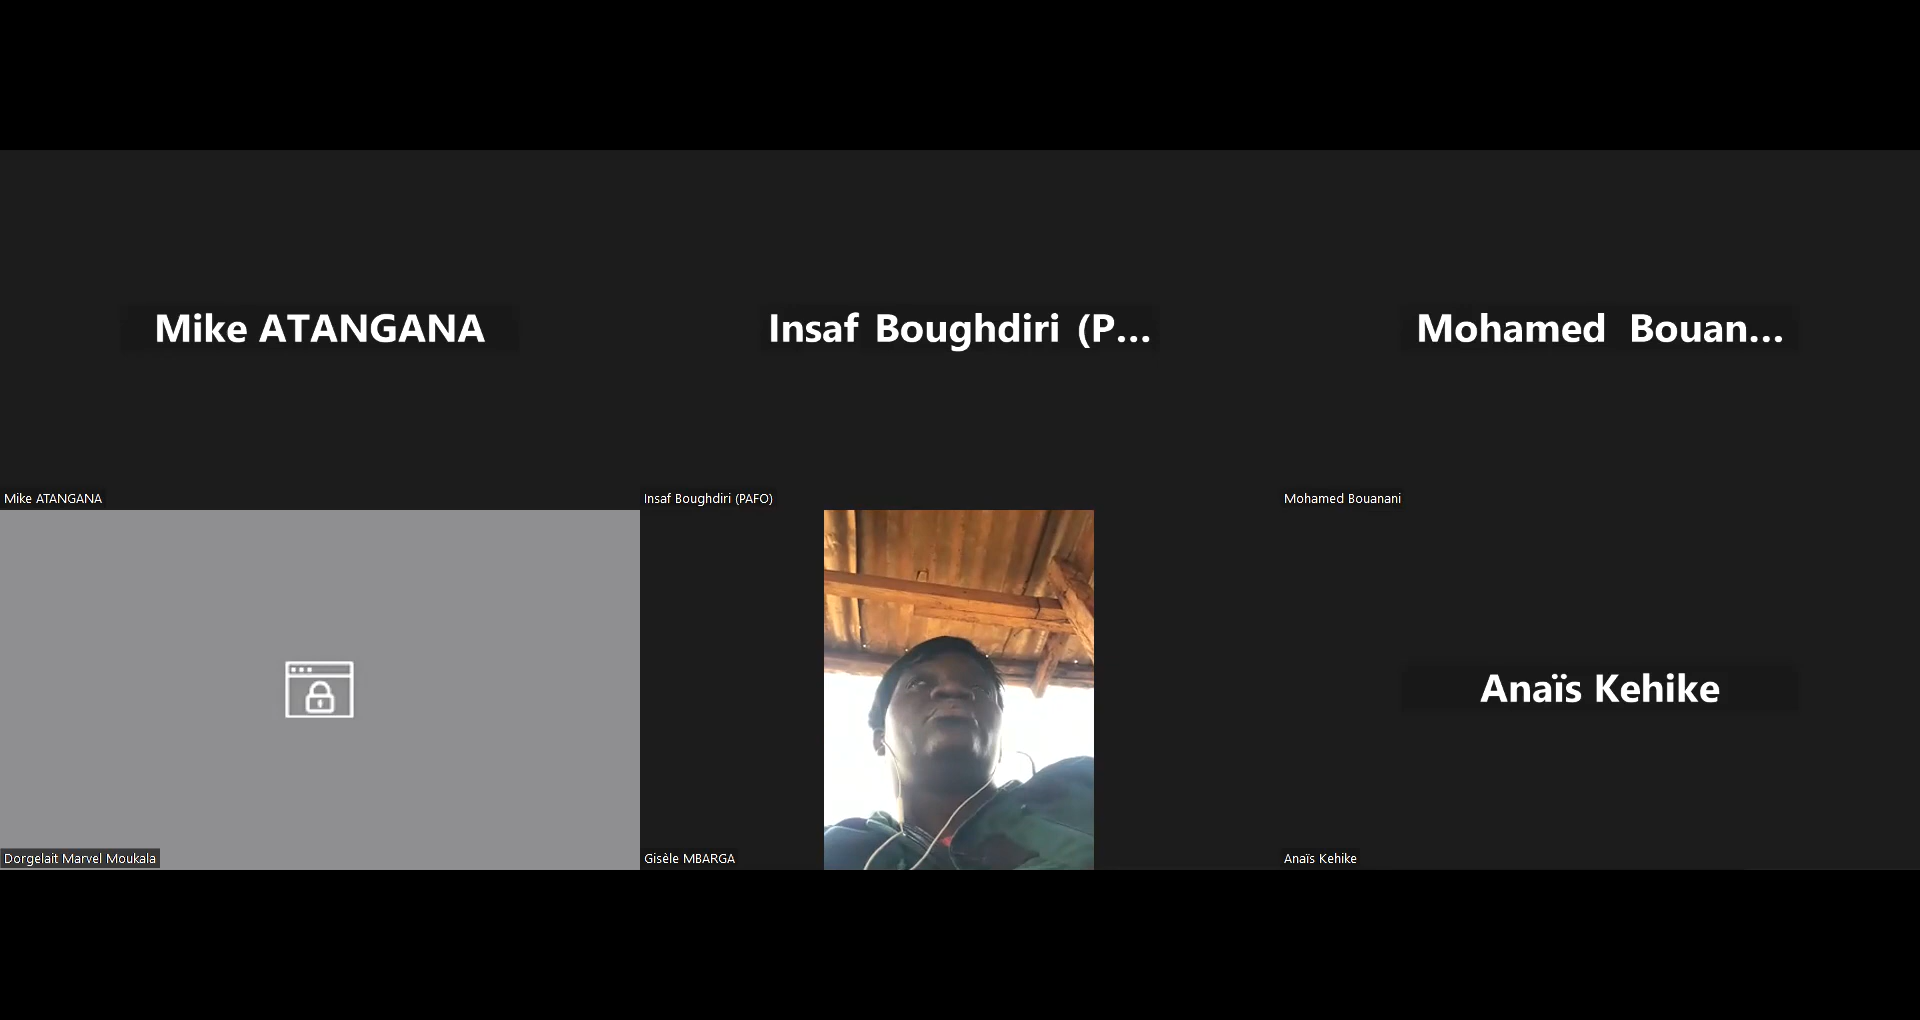 Mike ATANGANA
Insaf Boughdiri (P...
Mohamed Bouan...
Mike ATANGANA
Insaf Boughdiri (PAFO)
Mohamed Bouanani
Anaïs Kehike
Dorgelait Marvel Moukala
Gisèle MBARGA
Anaïs Kehike